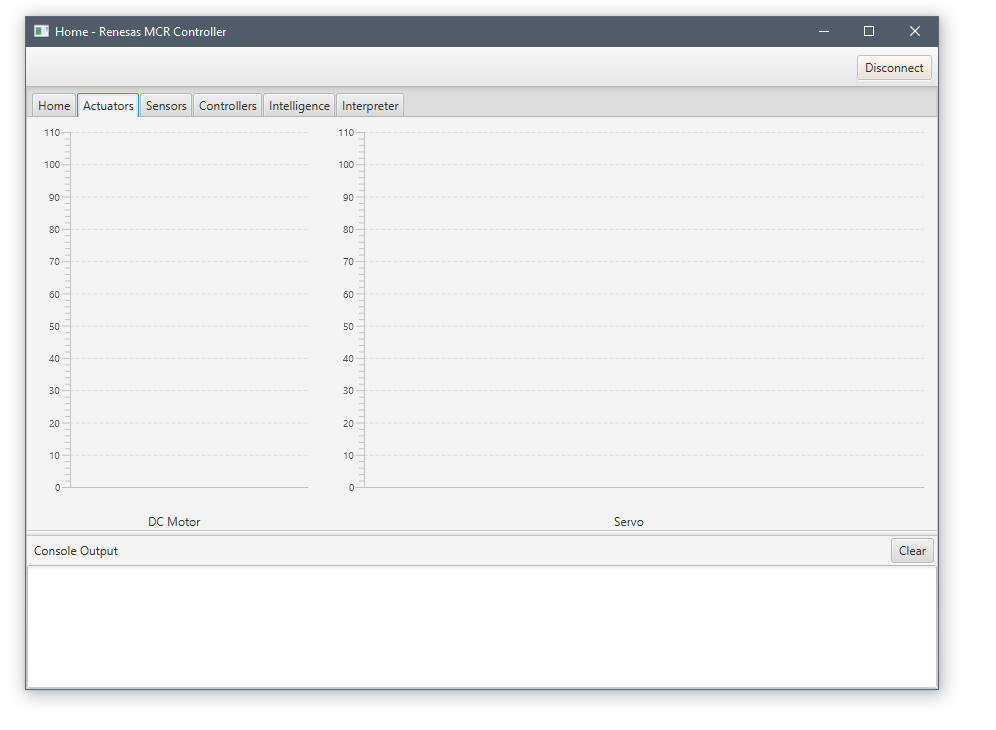 Home - Renesas MCR Controller
Disconnect
Home Actuators Sensors Controllers Intelligence Interpreter
110 110
100 100
90 90
80 80
70 70
60 60
50 50
40 40
30 30
20 20
10 10
0 0
DC Motor Servo
Console Output Clear